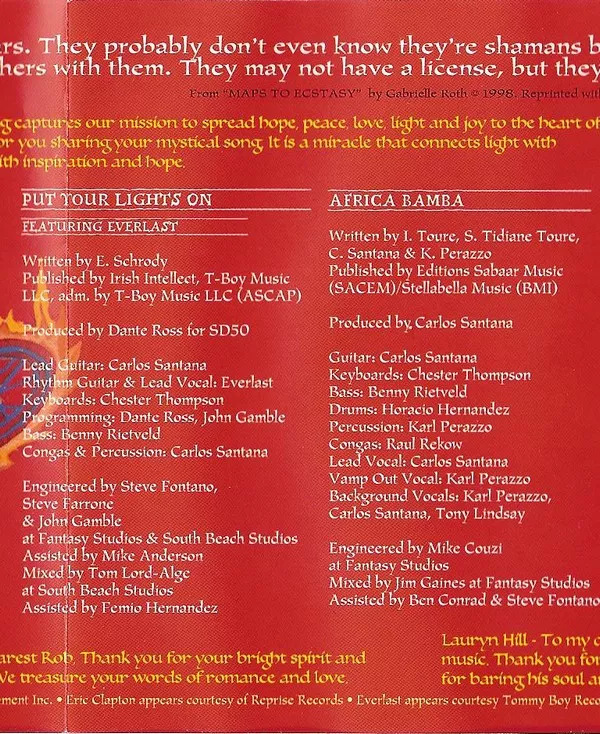 ars. They probably don't even know they're shamans b
hers with them. They may not have a license, but they
From "MAPS TO ECSTASY" by Gabrielle Roth © 1998. Reprinted with
g captures our mission to spread hope, peace, love, light and joy to the heart of
or you sharing your mystical song. It is a miracle that connects light with
ith inspiration and hope.
PUT YOUR LIGHTS ON
FEATURING EVERLAST
Written by E. Schrody
Published by Irish Intellect, T-Boy Music
LLC, adm. by T-Boy Music LLC (ASCAP)
Produced by Dante Ross for SD50
Lead Guitar: Carlos Santana
Rhythm Guitar & Lead Vocal: Everlast
Keyboards: Chester Thompson
Programming: Dante Ross, John Gamble
Bass: Benny Rietveld
Congas & Percussion: Carlos Santana
Engineered by Steve Fontano,
Steve Farrone
& John Gamble
at Fantasy Studios & South Beach Studios
Assisted by Mike Anderson
Mixed by Tom Lord-Alge
at South Beach Studios
Assisted by Femio Hernandez
AFRICA BAMBA
Written by I. Toure, S. Tidiane Toure,
C. Santana & K. Perazzo
Published by Editions Sabaar Music
(SACEM)/Stellabella Music (BMI)
Produced by, Carlos Santana
Guitar: Carlos Santana
Keyboards: Chester Thompson
Bass: Benny Rietveld
Drums: Horacio Hernandez
Percussion: Karl Perazzo
Congas: Raul Rekow
Lead Vocal: Carlos Santana
Vamp Out Vocal: Karl Perazzo
Background Vocals: Karl Perazzo,
Carlos Santana, Tony Lindsay
Engineered by Mike Couzi
at Fantasy Studios
Mixed by Jim Gaines at Fantasy Studios
Assisted by Ben Conrad & Steve Fontano
arest Rob, Thank you for your bright spirit and
We treasure your words of romance and love,
Lauryn Hill - To my c
music. Thank you for
for baring his soul a
ement Inc. • Eric Clapton appears courtesy of Reprise Records • Everlast appears courtesy Tommy Boy Reco